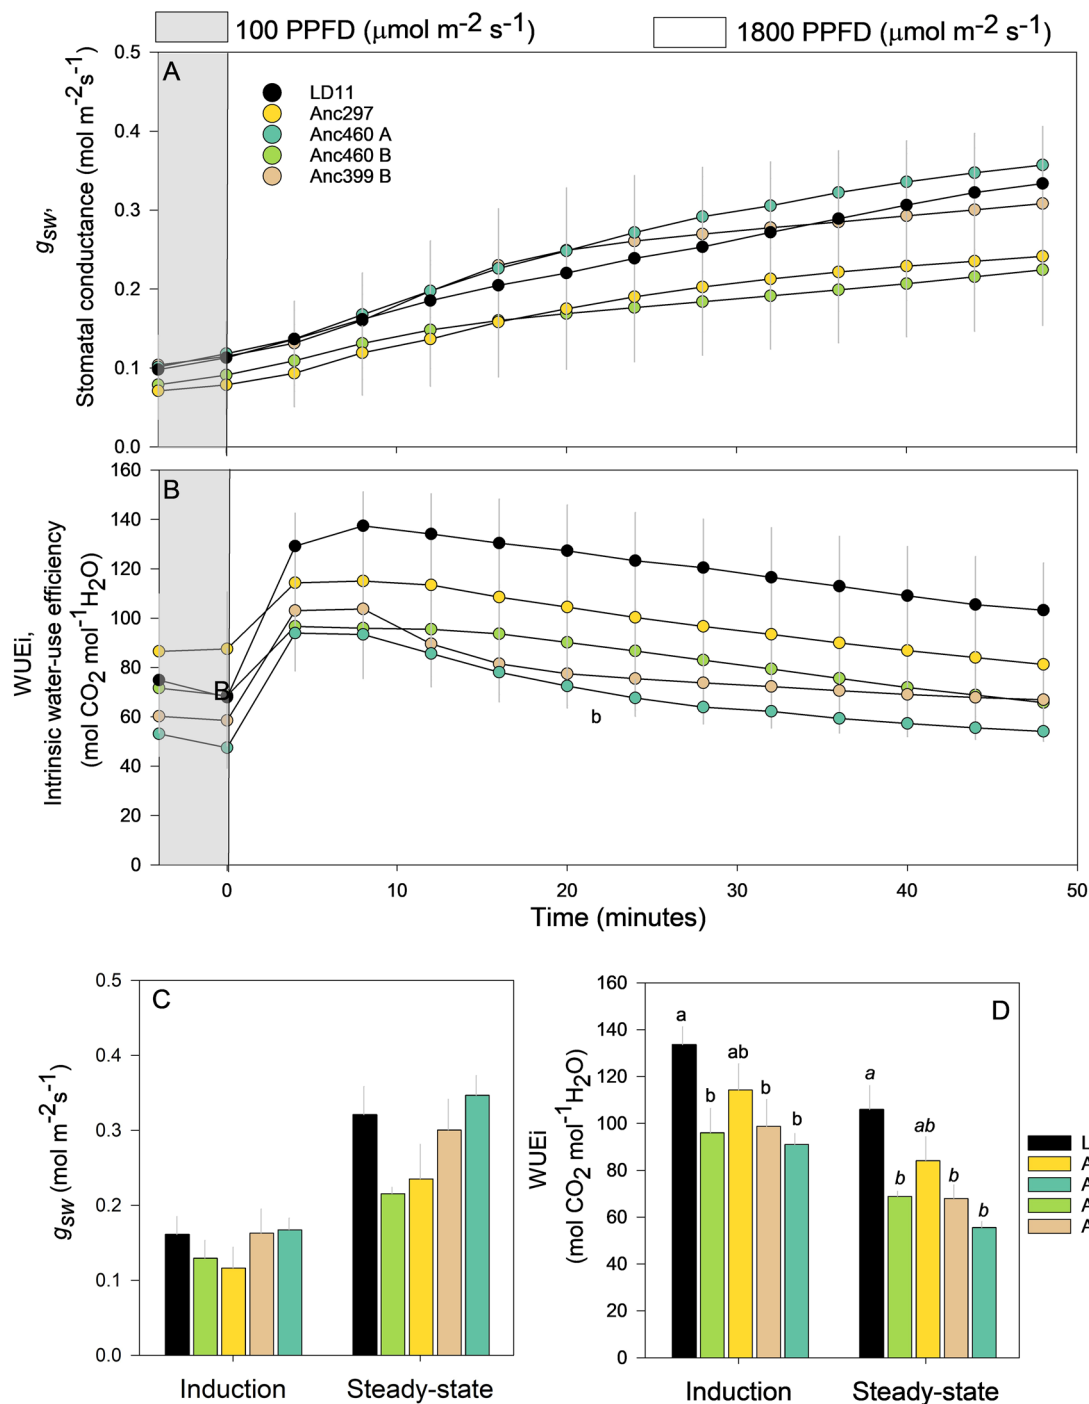 100 PPFD (μmol m-2 s-1)
1800 PPFD (μmol m-2 s-1)
A
LD11
Anc297
Anc460 A
Anc460 B
Anc399 B
gsw,
Stomatal conductance (mol m-2s-1)
0.5
0.4
0.3
0.2
0.1
0.0
B
WUEi,
Intrinsic water-use efficiency
(mol CO2 mol-1H2O)
160
140
120
100
80
60
40
20
0
B
b
0 10 20 30 40 50
Time (minutes)
C
gsw (mol m-2s-1)
0.5
0.4
0.3
0.2
0.1
0.0
Induction Steady-state
D
WUEi
(mol CO2 mol-1H2O)
160
140
120
100
80
60
40
20
0
a b ab b b
a b ab b b
Induction Steady-state
L
A
A
A
A